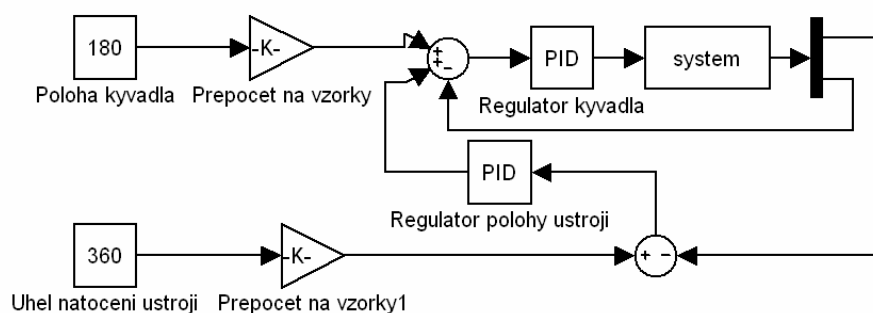 180
-K-
Poloha kyvadla
Prepocet na vzorky
+
+
-
PID
Regulator kyvadla
system
PID
Regulator polohy ustroji
360
-K-
Uhel natoceni ustroji
Prepocet na vzorky1
+ -